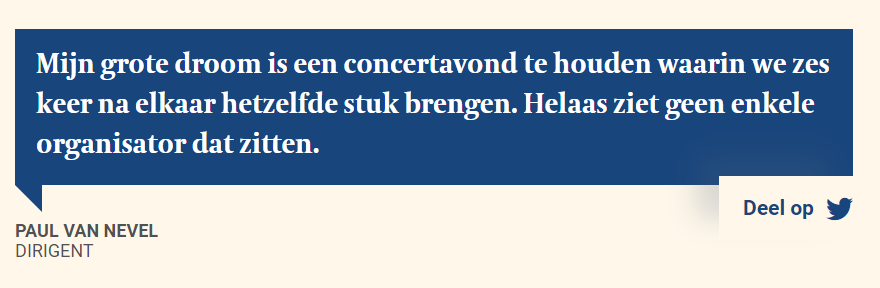 Mijn grote droom is een concertavond te houden waarin we zes
keer na elkaar hetzelfde stuk brengen. Helaas ziet geen enkele
organisator dat zitten.
Deel op
PAUL VAN NEVEL
DIRIGENT